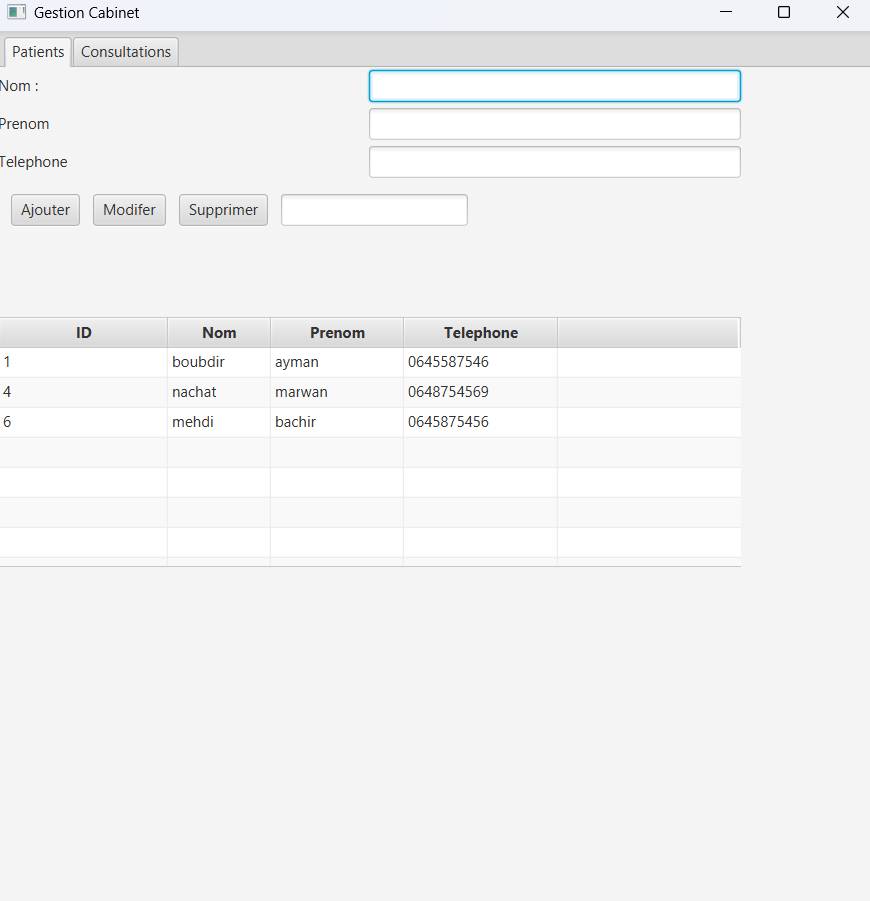 Gestion Cabinet
Patients Consultations
Nom :
Prenom
Telephone
Ajouter Modifer Supprimer
ID Nom Prenom Telephone
1 boubdir ayman 0645587546
4 nachat marwan 0648754569
6 mehdi bachir 0645875456